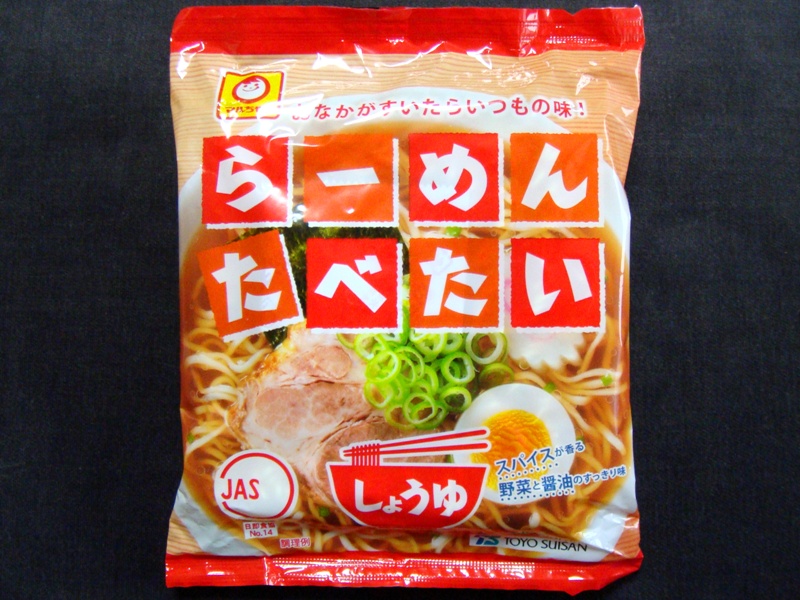 マルちゃん
おなかがすいたらいつもの味!
らーめん
たべたい
スパイスが香る
野菜と醤油のすっきり味
しょうゆ
JAS
日即食協
No.14
調理例
TS TOYO SUISAN